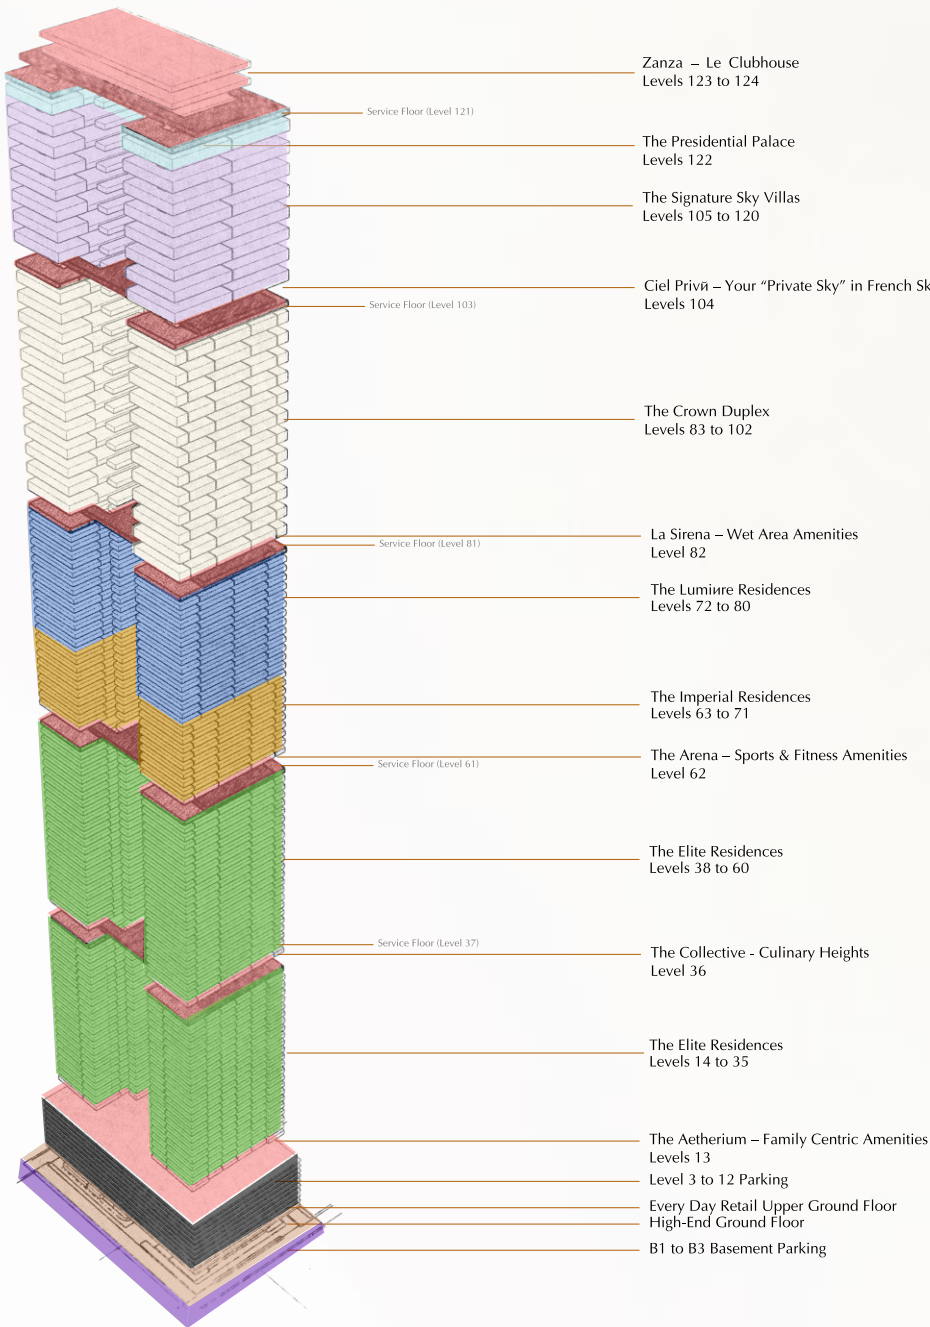 Zanza – Le Clubhouse
Levels 123 to 124
Service Floor (Level 121)
The Presidential Palace
Levels 122
The Signature Sky Villas
Levels 105 to 120
Ciel Privй – Your “Private Sky” in French Sk
Levels 104
Service Floor (Level 103)
The Crown Duplex
Levels 83 to 102
La Sirena – Wet Area Amenities
Level 82
Service Floor (Level 81)
The Lumiиre Residences
Levels 72 to 80
The Imperial Residences
Levels 63 to 71
The Arena – Sports & Fitness Amenities
Level 62
Service Floor (Level 61)
The Elite Residences
Levels 38 to 60
Service Floor (Level 37)
The Collective - Culinary Heights
Level 36
The Elite Residences
Levels 14 to 35
The Aetherium – Family Centric Amenities
Levels 13
Level 3 to 12 Parking
Every Day Retail Upper Ground Floor
High-End Ground Floor
B1 to B3 Basement Parking